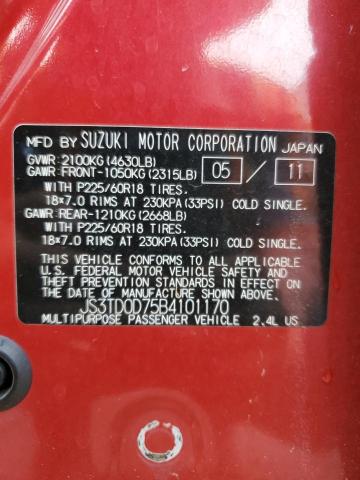 MFD BY SUZUKI MOTOR CORPORATION JAPAN
GVWR:2100KG(4630LB)
GAWR:FRONT-1050KG(2315LB) 05 / 11
WITH P225/60R18 TIRES.
18×7.0 RIMS AT 230KPA(33PSI) COLD SINGLE.
GAWR:REAR-1210KG(2668LB)
WITH P225/60R18 TIRES.
18×7.0 RIMS AT 230KPA(33PSI) COLD SINGLE.
THIS VEHICLE CONFORMS TO ALL APPLICABLE
U.S. FEDERAL MOTOR VEHICLE SAFETY AND
THEFT PREVENTION STANDARDS IN EFFECT ON
THE DATE OF MANUFACTURE SHOWN ABOVE.
JS3TD0D75B4101170
MULTIPURPOSE PASSENGER VEHICLE 2.4L US